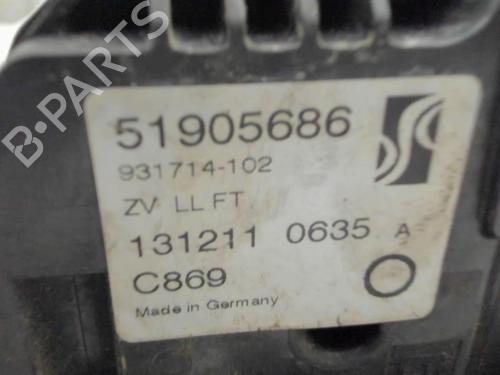 B-PARTS
51905686
931714-102
ZV LL FT
131211 0635 A
C869
Made in Germany